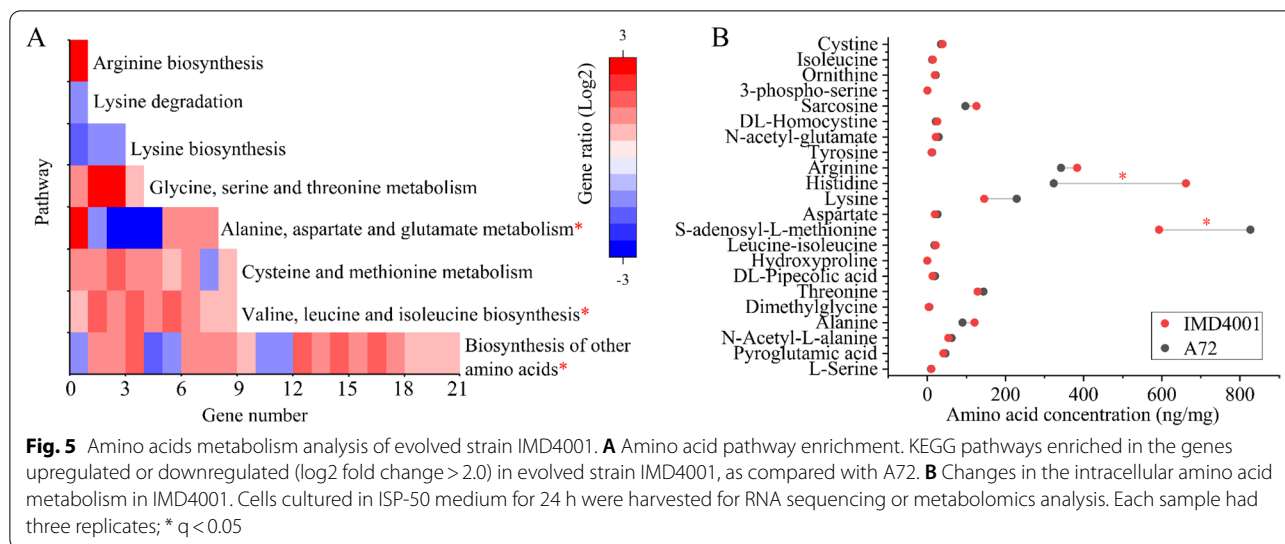 A
Arginine biosynthesis
Lysine degradation
Lysine biosynthesis
Glycine, serine and threonine metabolism
Alanine, aspartate and glutamate metabolism*
Cysteine and methionine metabolism
Valine, leucine and isoleucine biosynthesis*
Biosynthesis of other
amino acids*
Pathway
0 3 6 9 12 15 18 21
Gene number
3
Gene ratio (Log2)
-3
B
Cystine
Isoleucine
Ornithine
3-phospho-serine
Sarcosine
DL-Homocystine
N-acetyl-glutamate
Tyrosine
Arginine
Histidine
Lysine
Aspartate
S-adenosyl-L-methionine
Leucine-isoleucine
Hydroxyproline
DL-Pipecolic acid
Threonine
Dimethylglycine
Alanine
N-Acetyl-L-alanine
Pyroglutamic acid
L-Serine
*
*
IMD4001
A72
0 200 400 600 800
Amino acid concentration (ng/mg)
Fig. 5 Amino acids metabolism analysis of evolved strain IMD4001. A Amino acid pathway enrichment. KEGG pathways enriched in the genes
upregulated or downregulated (log2 fold change > 2.0) in evolved strain IMD4001, as compared with A72. B Changes in the intracellular amino acid
metabolism in IMD4001. Cells cultured in ISP-50 medium for 24 h were harvested for RNA sequencing or metabolomics analysis. Each sample had
three replicates; * q < 0.05